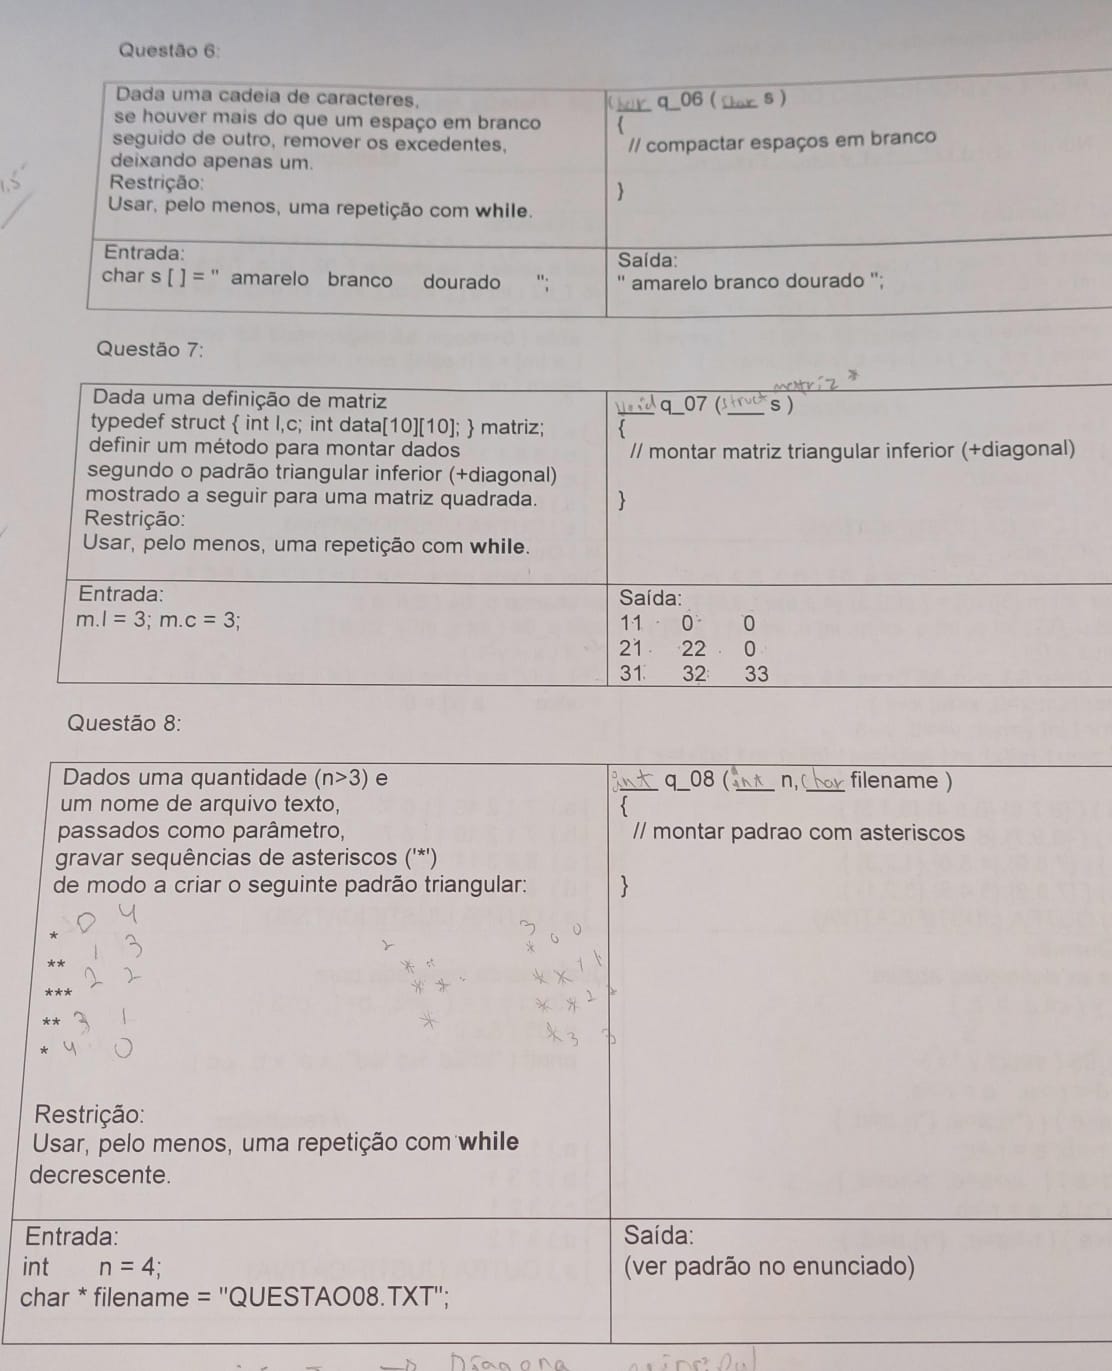 Questão 6:
Dada uma cadeia de caracteres,
se houver mais do que um espaço em branco
seguido de outro, remover os excedentes,
deixando apenas um.
Restrição:
Usar, pelo menos, uma repetição com while.
char q_06 ( char s )
{
// compactar espaços em branco
}
1,5
Entrada:
char s [ ] = " amarelo branco dourado ";
Saída:
" amarelo branco dourado ";
Questão 7:
Dada uma definição de matriz
typedef struct { int l,c; int data[10][10]; } matriz;
definir um método para montar dados
segundo o padrão triangular inferior (+diagonal)
mostrado a seguir para uma matriz quadrada.
Restrição:
Usar, pelo menos, uma repetição com while.
matriz *
void q_07 (struct s )
{
// montar matriz triangular inferior (+diagonal)
}
Entrada:
m.l = 3; m.c = 3;
Saída:
11 0 0
21 22 0
31 32 33
Questão 8:
Dados uma quantidade (n>3) e
um nome de arquivo texto,
passados como parâmetro,
gravar sequências de asteriscos ('*')
de modo a criar o seguinte padrão triangular:
int q_08 ( int n, char filename )
{
// montar padrao com asteriscos
}
* 0 4
** 1 3
*** 2 2
** 3 1
* 4 0
2
* *
* *
*
3 0
* 0
* * 1 1
* * 2 2
* 3 3
Restrição:
Usar, pelo menos, uma repetição com while
decrescente.
Entrada:
int n = 4;
char * filename = "QUESTAO08.TXT";
Saída:
(ver padrão no enunciado)